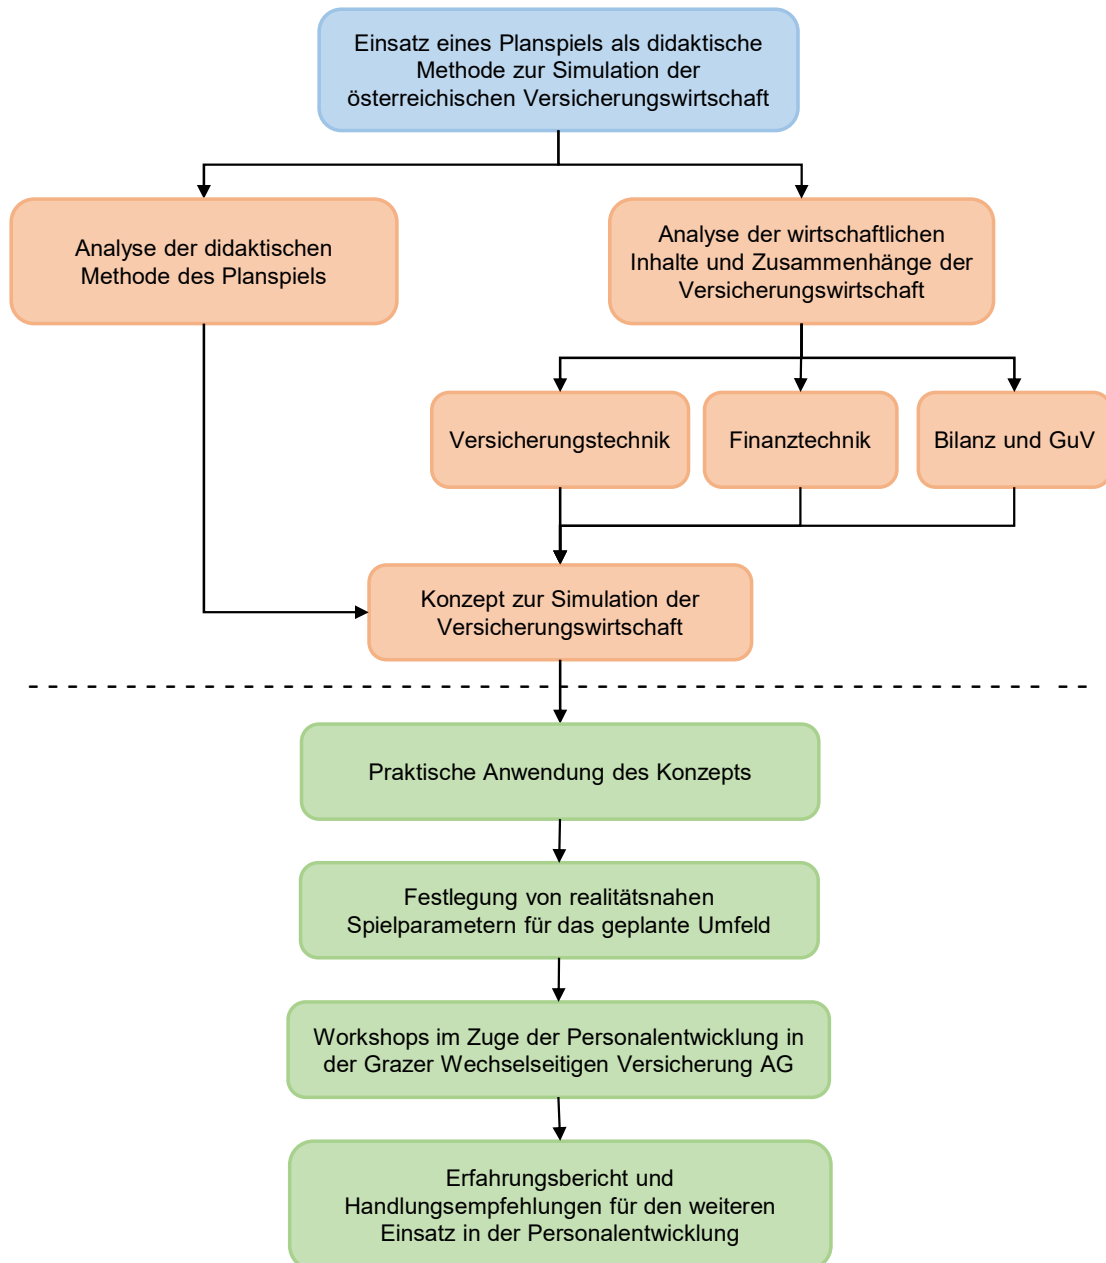 Einsatz eines Planspiels als didaktische
Methode zur Simulation der
österreichischen Versicherungswirtschaft
Analyse der didaktischen
Methode des Planspiels
Analyse der wirtschaftlichen
Inhalte und Zusammenhänge der
Versicherungswirtschaft
Versicherungstechnik
Finanztechnik
Bilanz und GuV
Konzept zur Simulation der
Versicherungswirtschaft
Praktische Anwendung des Konzepts
Festlegung von realitätsnahen
Spielparametern für das geplante Umfeld
Workshops im Zuge der Personalentwicklung in
der Grazer Wechselseitigen Versicherung AG
Erfahrungsbericht und
Handlungsempfehlungen für den weiteren
Einsatz in der Personalentwicklung